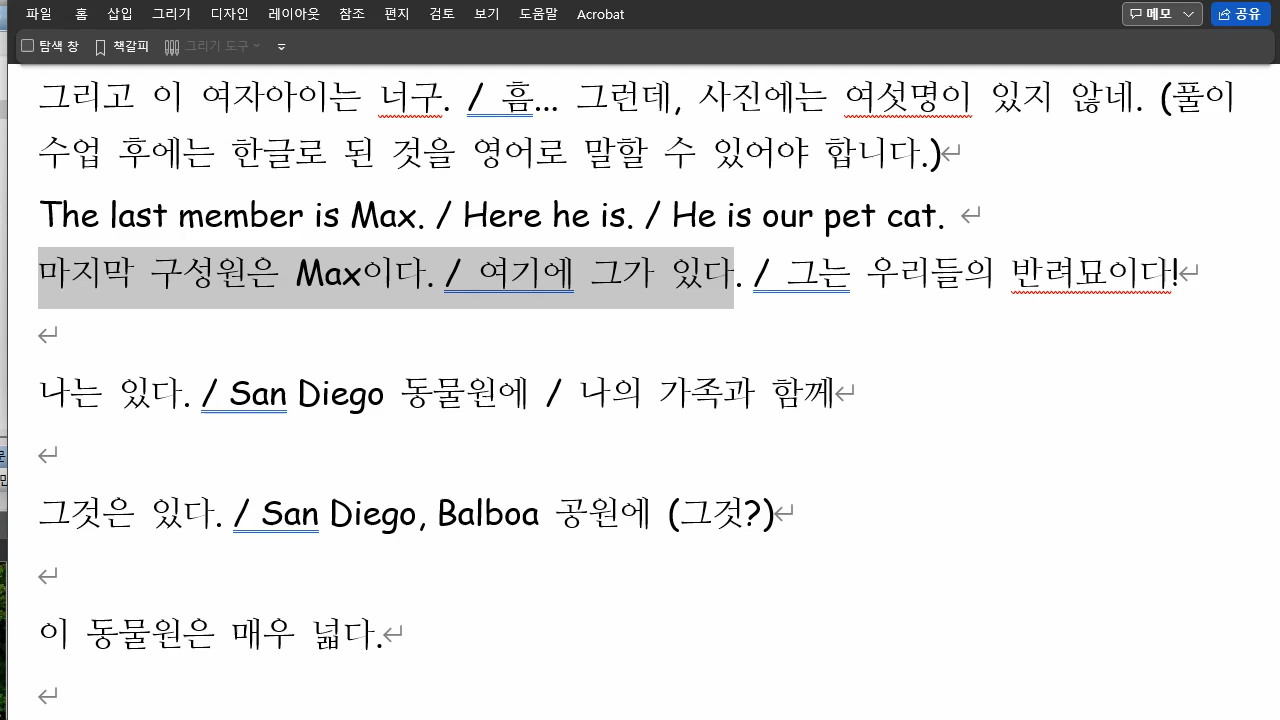 파일 홈 삽입 그리기 디자인 레이아웃 참조 편지 검토 보기 도움말 Acrobat 메모 공유
탐색 창 책갈피 그리기 도구
그리고 이 여자아이는 너구. / 흠... 그런데, 사진에는 여섯명이 있지 않네. (풀이
수업 후에는 한글로 된 것을 영어로 말할 수 있어야 합니다.)
The last member is Max. / Here he is. / He is our pet cat.
마지막 구성원은 Max이다. / 여기에 그가 있다. / 그는 우리들의 반려묘이다!
나는 있다. / San Diego 동물원에 / 나의 가족과 함께
그것은 있다. / San Diego, Balboa 공원에 (그것?)
이 동물원은 매우 넓다.